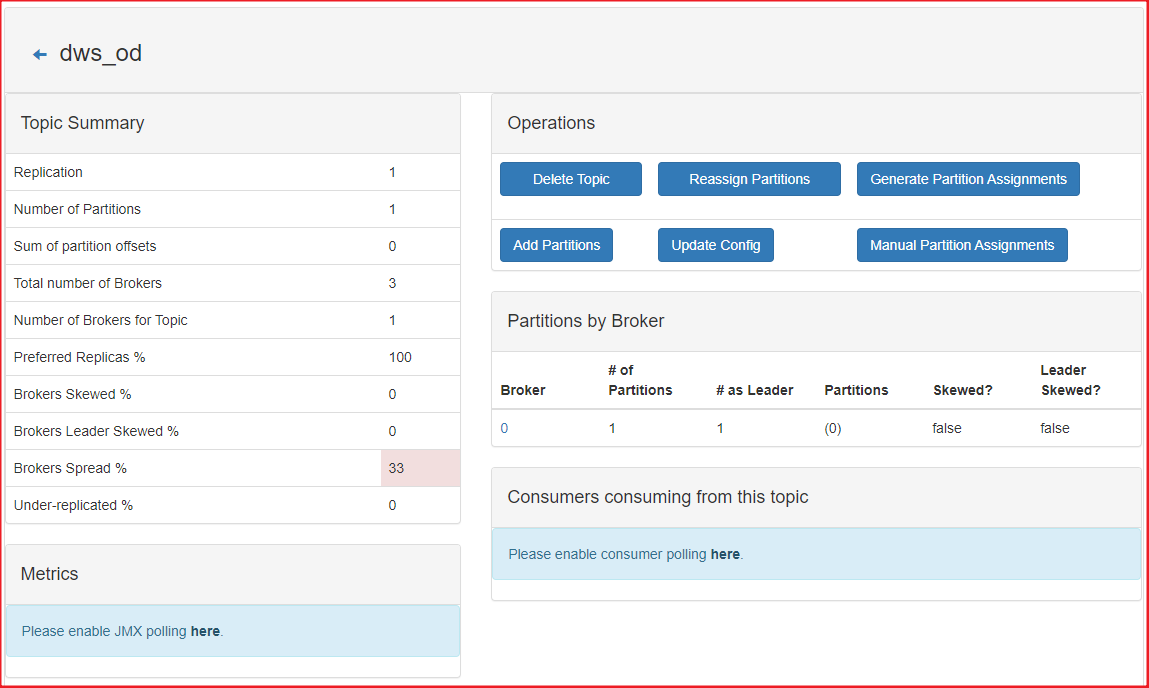 dws_od
Topic Summary
Replication 1
Number of Partitions 1
Sum of partition offsets 0
Total number of Brokers 3
Number of Brokers for Topic 1
Preferred Replicas % 100
Brokers Skewed % 0
Brokers Leader Skewed % 0
Brokers Spread % 33
Under-replicated % 0
Metrics
Please enable JMX polling here.
Operations
Delete Topic Reassign Partitions Generate Partition Assignments
Add Partitions Update Config Manual Partition Assignments
Partitions by Broker
Broker # of Partitions # as Leader Partitions Skewed? Leader Skewed?
0 1 1 (0) false false
Consumers consuming from this topic
Please enable consumer polling here.